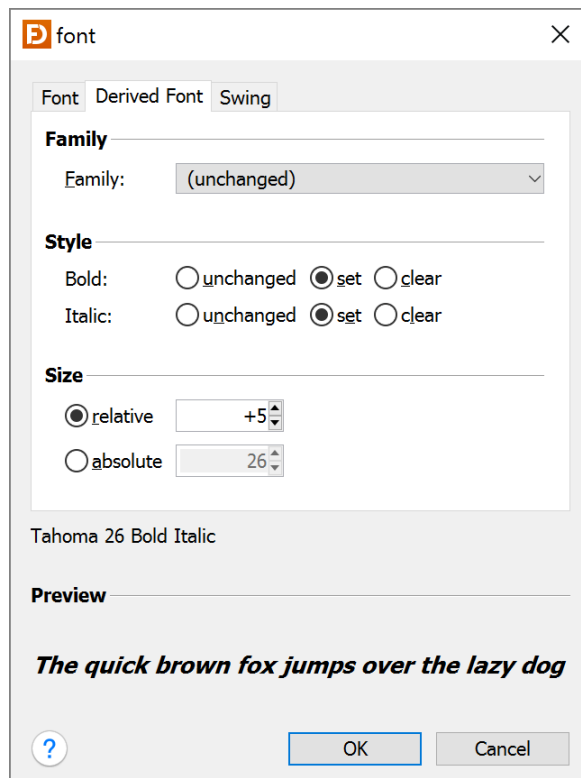 FD font
Font Derived Font Swing
Family
Family: (unchanged)
Style
Bold: unchanged set clear
Italic: unchanged set clear
Size
relative +5
absolute 26
Tahoma 26 Bold Italic
Preview
The quick brown fox jumps over the lazy dog
? OK Cancel